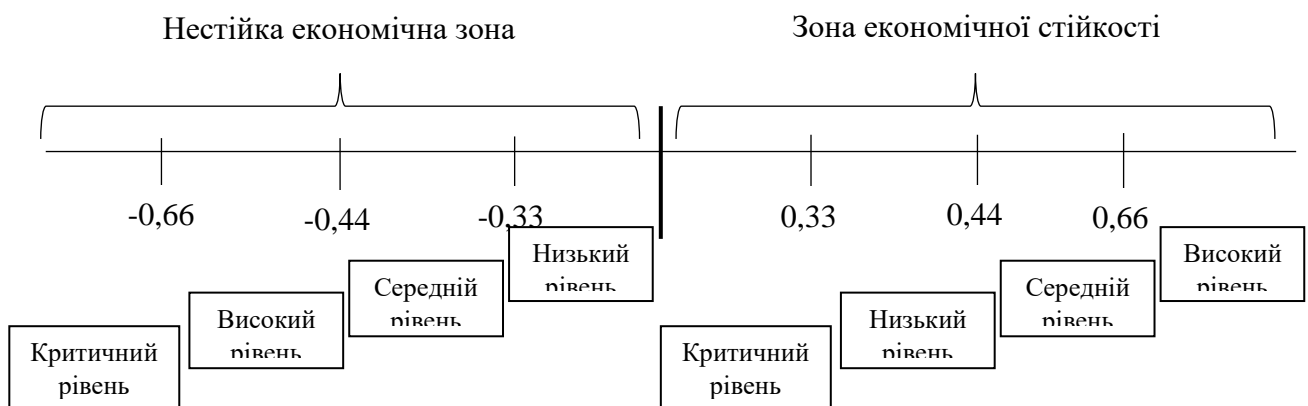 Нестійка економічна зона
Зона економічної стійкості
-0,66
-0,44
-0,33
0,33
0,44
0,66
Низький
рівень
Середній
рівень
Високий
рівень
Критичний
рівень
Високий
рівень
Середній
рівень
Низький
рівень
Критичний
рівень